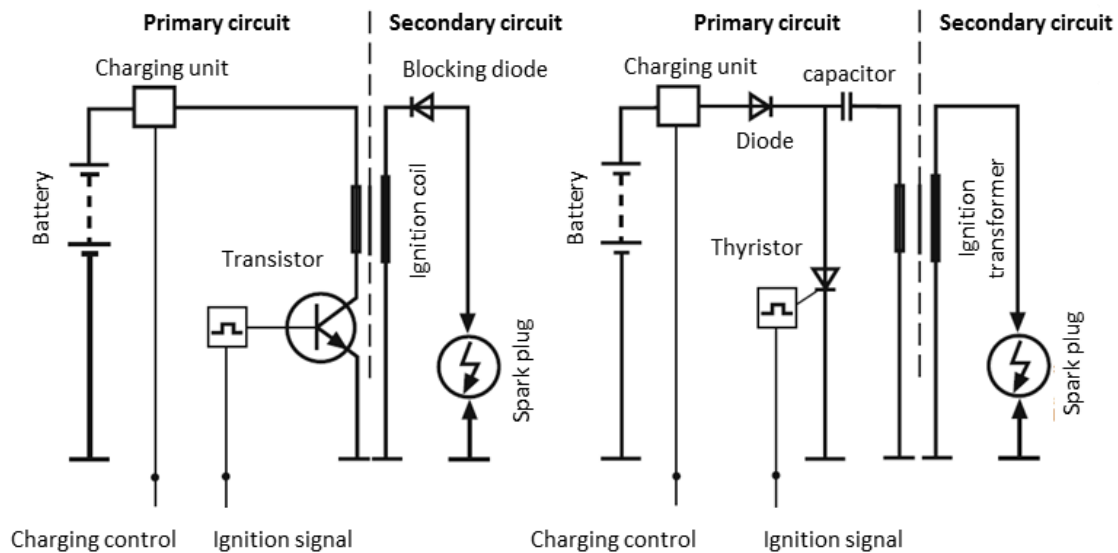 Primary circuit
Secondary circuit
Charging unit
Blocking diode
Battery
Ignition coil
Transistor
Spark plug
Charging control
Ignition signal
Primary circuit
Secondary circuit
Charging unit
capacitor
Diode
Battery
Ignition
transformer
Thyristor
Spark plug
Charging control
Ignition signal